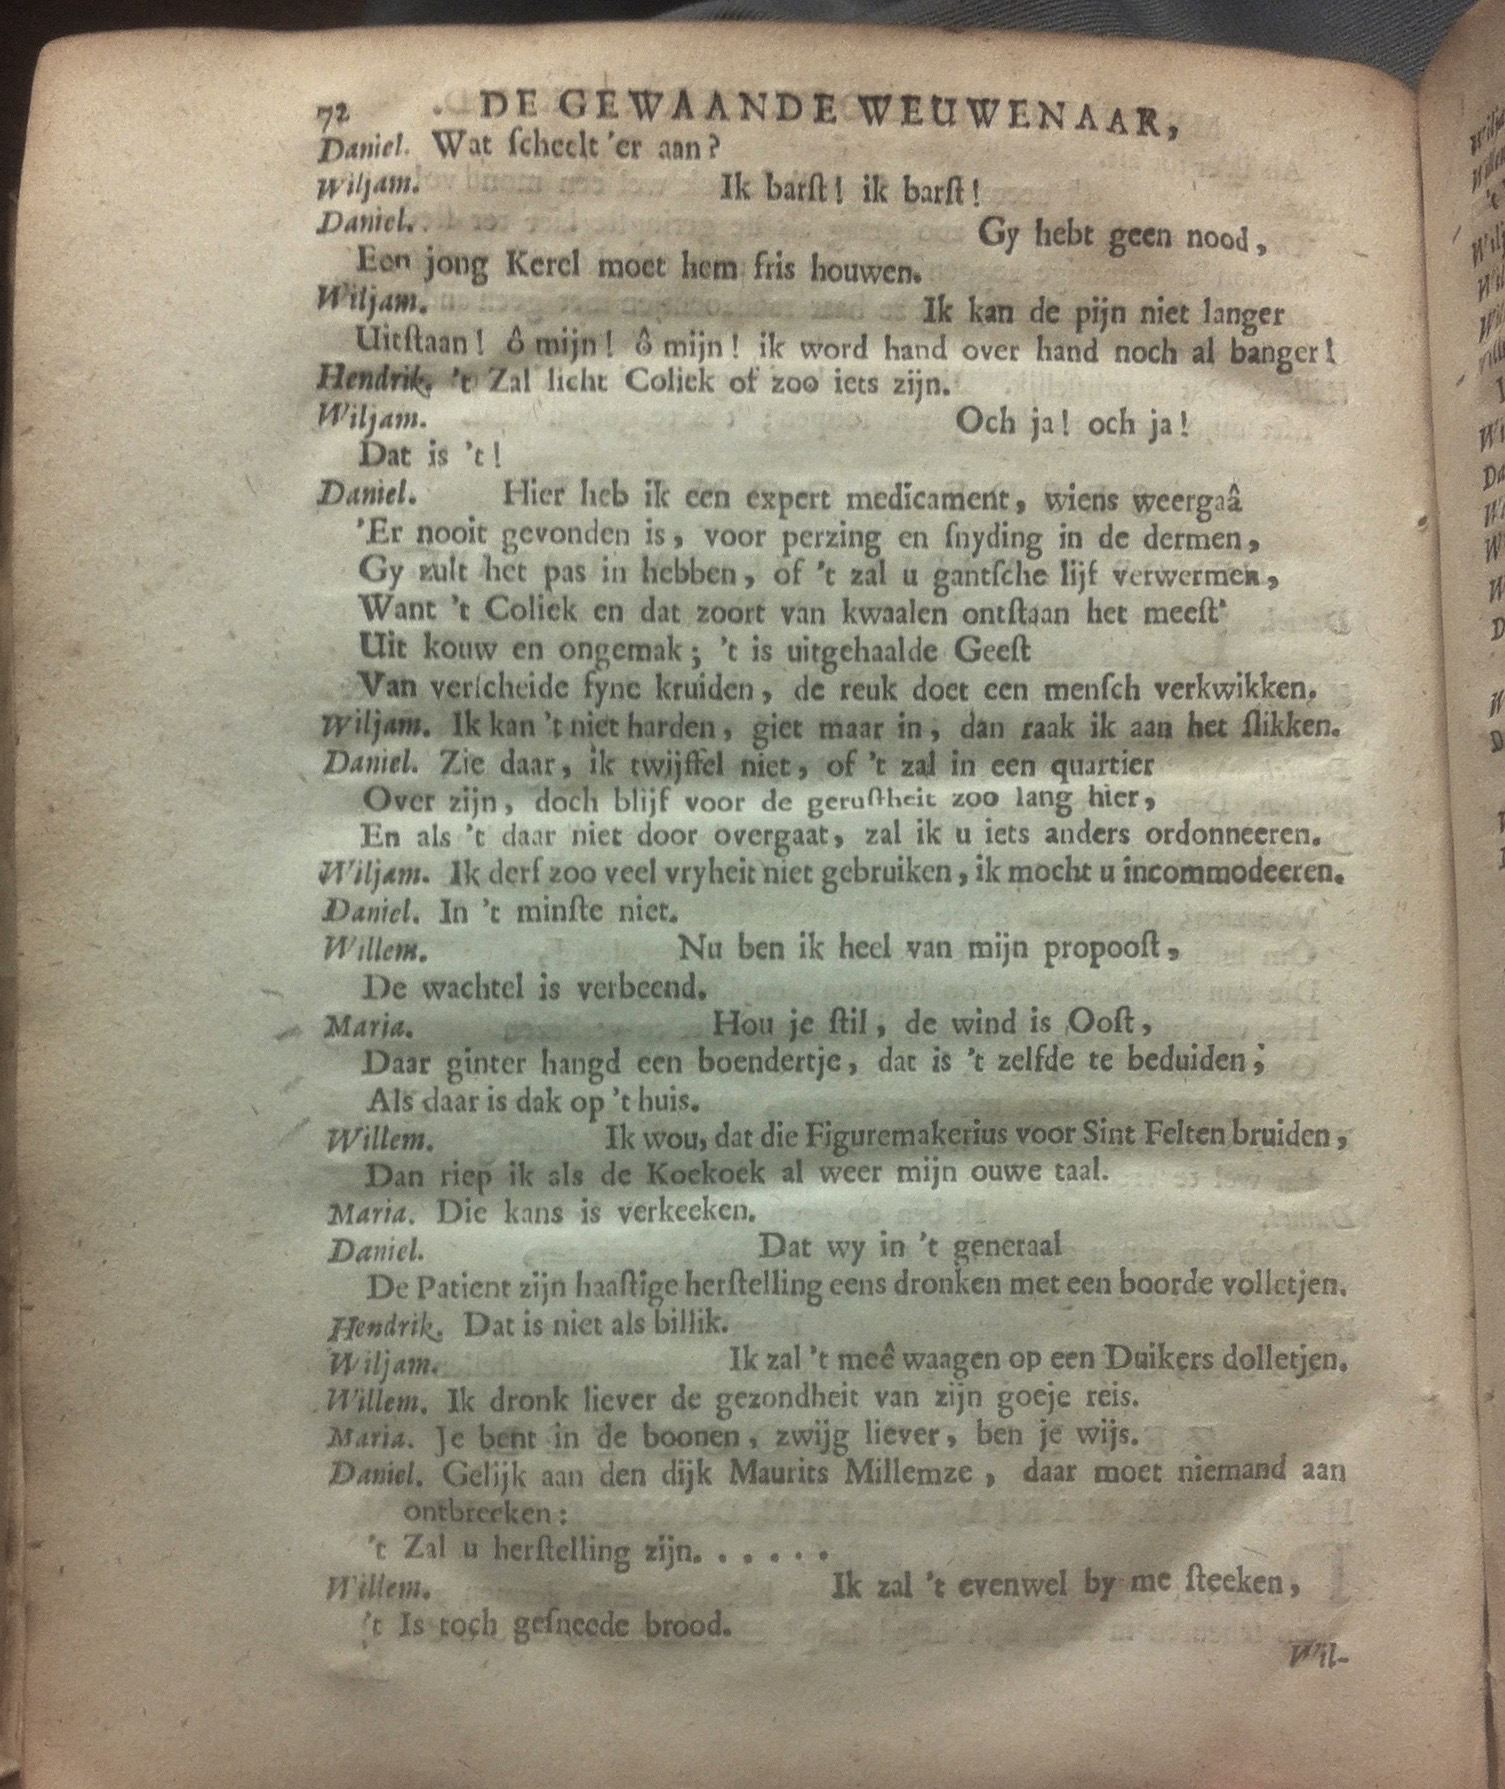 72 DE GEWAANDE WEUWENAAR,
Daniel. Wat ſcheelt 'er aan?
Wiljam. Ik barſt! ik barſt!
Daniel. Gy hebt geen nood,
Een jong Kerel moet hem fris houwen.
Wiljam. Ik kan de pijn niet langer
Uitſtaan! ô mijn! ô mijn! ik word hand over hand noch al banger!
Hendrik. 't Zal licht Coliek of zoo iets zijn.
Wiljam. Och ja! och ja!
Dat is 't!
Daniel. Hier heb ik een expert medicament, wiens weergaâ
'Er nooit gevonden is, voor perzing en ſnyding in de dermen,
Gy zult het pas in hebben, of 't zal u gantſche lijf verwermen,
Want 't Coliek en dat zoort van kwaalen ontſtaan het meeſt'
Uit kouw en ongemak; 't is uitgehaalde Geeſt
Van verſcheide fyne kruiden, de reuk doet een menſch verkwikken.
Wiljam. Ik kan 't niet harden, giet maar in, dan raak ik aan het ſlikken.
Daniel. Zie daar, ik twijffel niet, of 't zal in een quartier
Over zijn, doch blijf voor de geruſtheit zoo lang hier,
En als 't daar niet door overgaat, zal ik u iets anders ordonneeren.
Wiljam. Ik derf zoo veel vryheit niet gebruiken, ik mocht u incommodeeren.
Daniel. In 't minſte niet.
Willem. Nu ben ik heel van mijn propooſt,
De wachtel is verbeend.
Maria. Hou je ſtil, de wind is Ooſt,
Daar ginter hangd een boendertje, dat is 't zelfde te beduiden;
Als daar is dak op 't huis.
Willem. Ik wou, dat die Figuremakerius voor Sint Felten bruiden,
Dan riep ik als de Koekoek al weer mijn ouwe taal.
Maria. Die kans is verkeeken.
Daniel. Dat wy in 't generaal
De Patient zijn haaſtige herſtelling eens dronken met een boorde volletjen.
Hendrik. Dat is niet als billik.
Wiljam. Ik zal 't meê waagen op een Duikers dolletjen.
Willem. Ik dronk liever de gezondheit van zijn goeje reis.
Maria. Je bent in de boonen, zwijg liever, ben je wijs.
Daniel. Gelijk aan den dijk Maurits Millemze, daar moet niemand aan
ontbreeken:
't Zal u herſtelling zijn. . . . . .
Willem. Ik zal 't evenwel by me ſteeken,
't Is toch geſneede brood.
Wil-